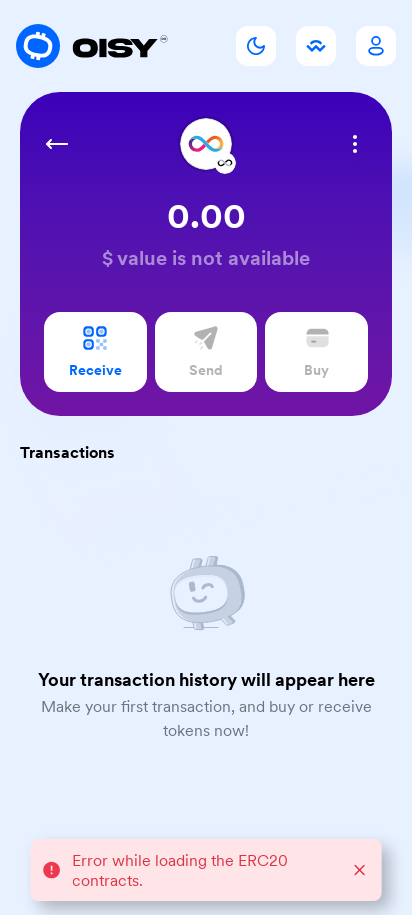 OISY
0.00
$ value is not available
Receive
Send
Buy
Transactions
Your transaction history will appear here
Make your first transaction, and buy or receive
tokens now!
Error while loading the ERC20
contracts.